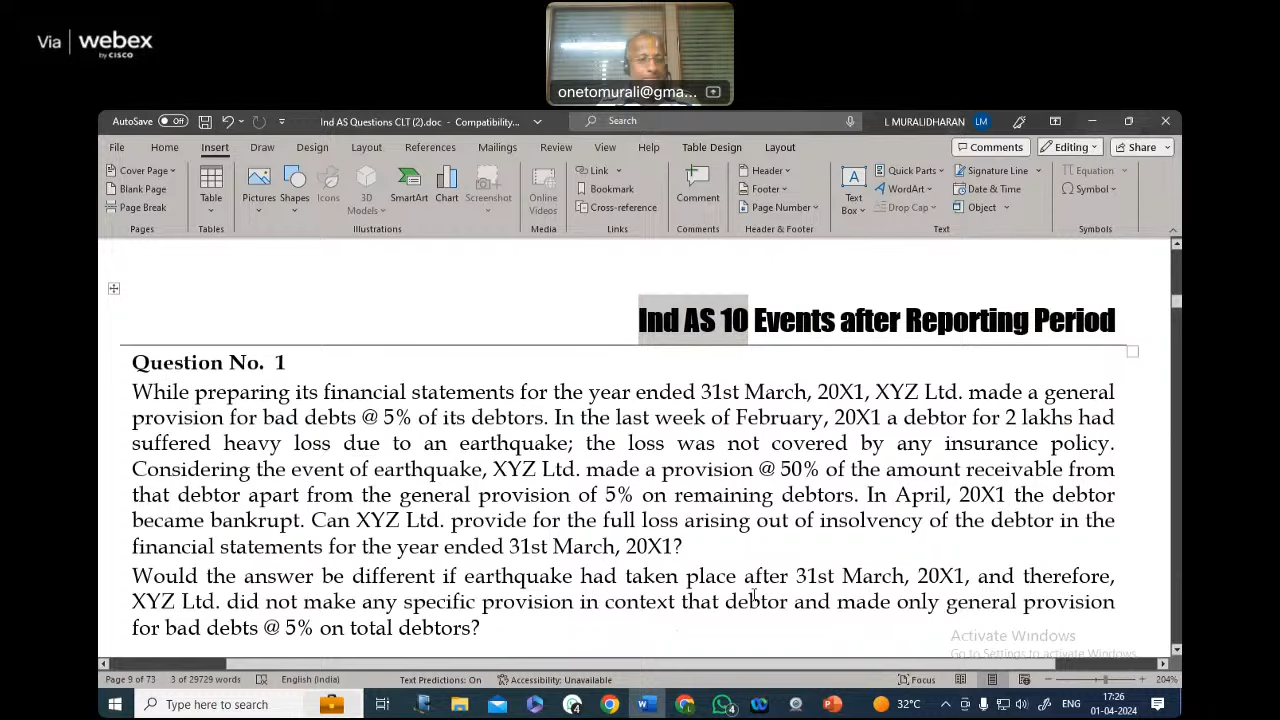 Via webex
by CISCO
onetomurali@gma...
AutoSave Off Ind AS Questions CLT (2).doc - Compatibility... Search L MURALIDHARAN LM
File Home Insert Draw Design Layout References Mailings Review View Help Table Design Layout Comments Editing Share
Cover Page
Blank Page
Page Break
Pages
Table
Tables
Pictures Shapes Icons 3D Models SmartArt Chart Screenshot
Illustrations
Online Videos
Media
Link
Bookmark
Cross-reference
Links
Comment
Comments
Header
Footer
Page Number
Header & Footer
Text Box
Quick Parts
WordArt
Drop Cap
Signature Line
Date & Time
Object
Text
Equation
Symbol
Symbols
Ind AS 10 Events after Reporting Period
Question No. 1
While preparing its financial statements for the year ended 31st March, 20X1, XYZ Ltd. made a general
provision for bad debts @ 5% of its debtors. In the last week of February, 20X1 a debtor for 2 lakhs had
suffered heavy loss due to an earthquake; the loss was not covered by any insurance policy.
Considering the event of earthquake, XYZ Ltd. made a provision @ 50% of the amount receivable from
that debtor apart from the general provision of 5% on remaining debtors. In April, 20X1 the debtor
became bankrupt. Can XYZ Ltd. provide for the full loss arising out of insolvency of the debtor in the
financial statements for the year ended 31st March, 20X1?
Would the answer be different if earthquake had taken place after 31st March, 20X1, and therefore,
XYZ Ltd. did not make any specific provision in context that debtor and made only general provision
for bad debts @ 5% on total debtors?
Activate Windows
Go to Settings to activate Windows.
Page 9 of 73 3 of 29729 words English (India) Text Predictions: On Accessibility: Unavailable Focus 204%
Type here to search 4 4 32°C ENG 17:26
01-04-2024